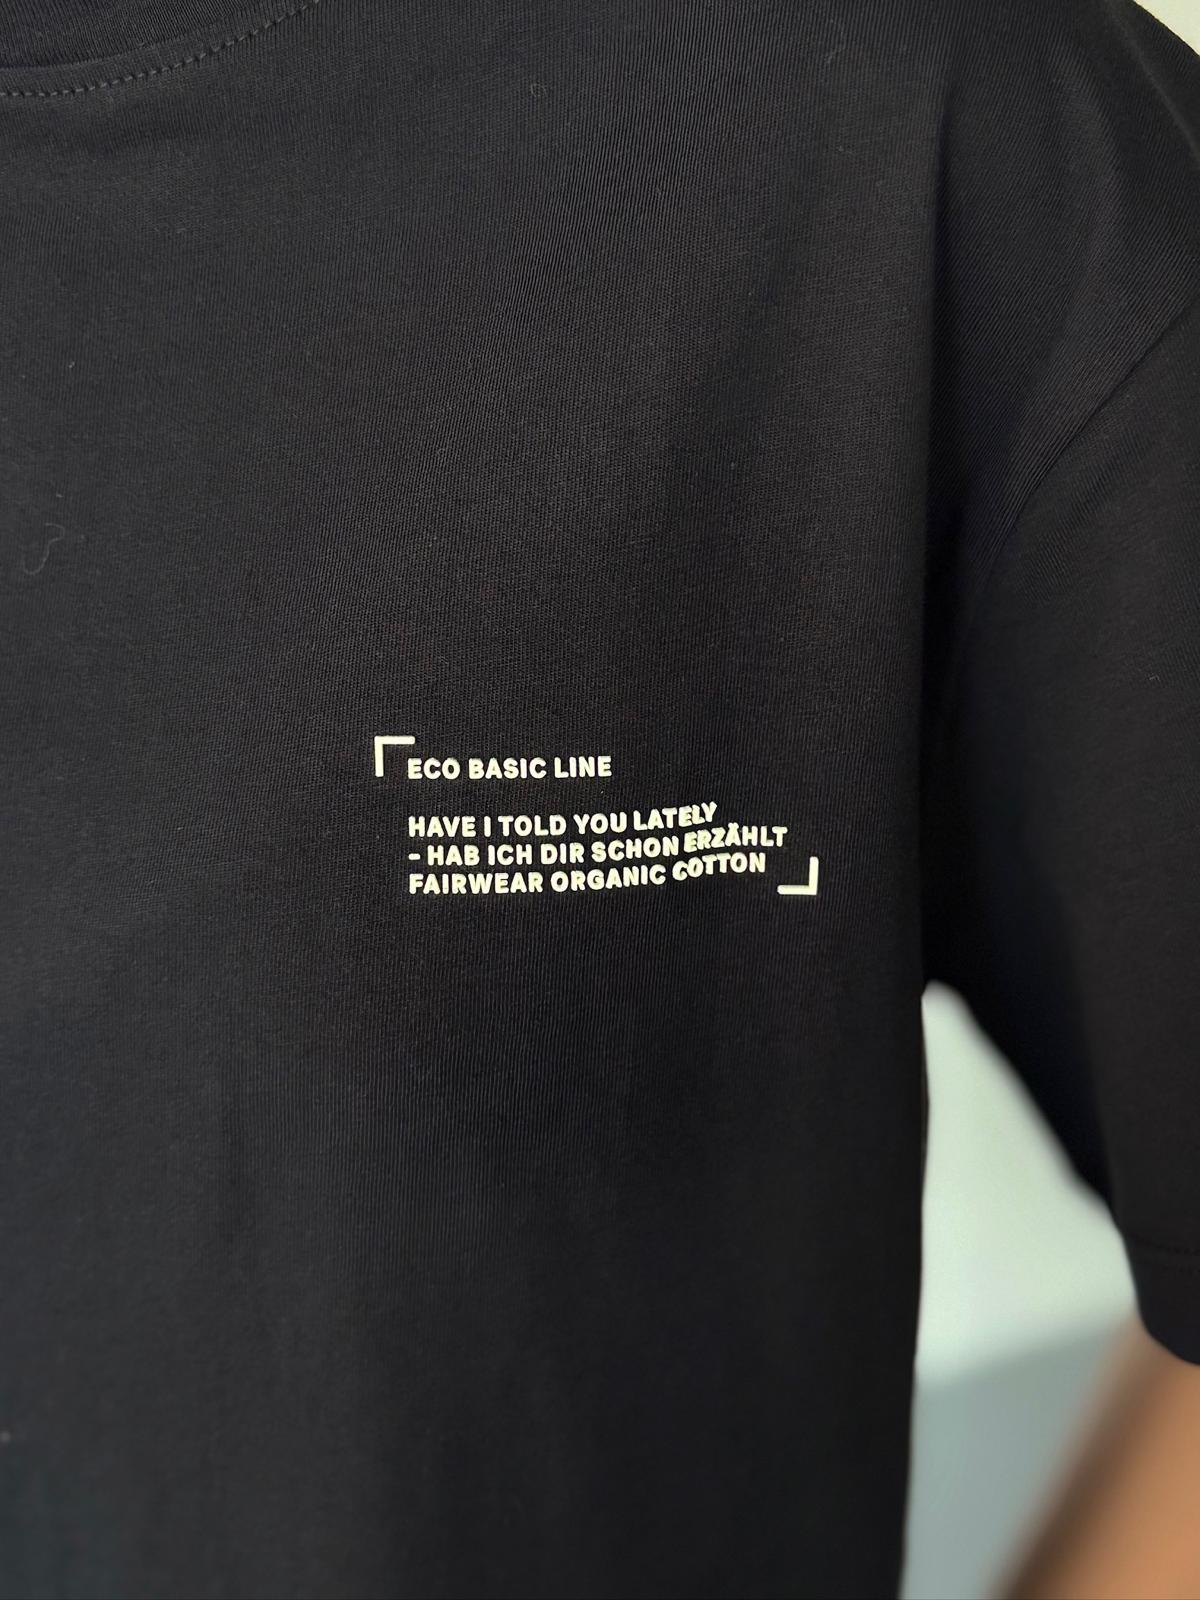 ECO BASIC LINE
HAVE I TOLD YOU LATELY
- HAB ICH DIR SCHON ERZÄHLT
FAIRWEAR ORGANIC COTTON